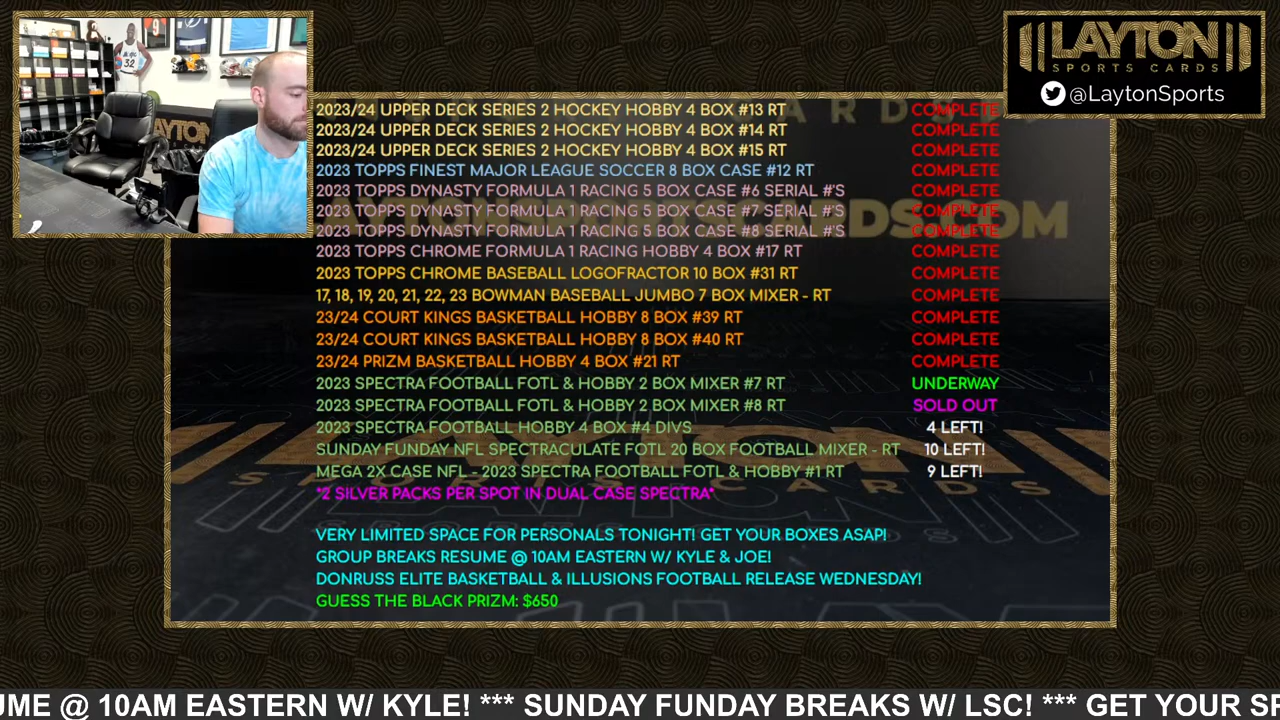 LAYTON
SPORTS CARDS
@LaytonSports
2023/24 UPPER DECK SERIES 2 HOCKEY HOBBY 4 BOX #13 RT COMPLETE
2023/24 UPPER DECK SERIES 2 HOCKEY HOBBY 4 BOX #14 RT COMPLETE
2023/24 UPPER DECK SERIES 2 HOCKEY HOBBY 4 BOX #15 RT COMPLETE
2023 TOPPS FINEST MAJOR LEAGUE SOCCER 8 BOX CASE #12 RT COMPLETE
2023 TOPPS DYNASTY FORMULA 1 RACING 5 BOX CASE #6 SERIAL #'S COMPLETE
2023 TOPPS DYNASTY FORMULA 1 RACING 5 BOX CASE #7 SERIAL #'S COMPLETE
2023 TOPPS DYNASTY FORMULA 1 RACING 5 BOX CASE #8 SERIAL #'S COMPLETE
2023 TOPPS CHROME FORMULA 1 RACING HOBBY 4 BOX #17 RT COMPLETE
2023 TOPPS CHROME BASEBALL LOGOFRACTOR 10 BOX #31 RT COMPLETE
17, 18, 19, 20, 21, 22, 23 BOWMAN BASEBALL JUMBO 7 BOX MIXER - RT COMPLETE
23/24 COURT KINGS BASKETBALL HOBBY 8 BOX #39 RT COMPLETE
23/24 COURT KINGS BASKETBALL HOBBY 8 BOX #40 RT COMPLETE
23/24 PRIZM BASKETBALL HOBBY 4 BOX #21 RT COMPLETE
2023 SPECTRA FOOTBALL FOTL & HOBBY 2 BOX MIXER #7 RT UNDERWAY
2023 SPECTRA FOOTBALL FOTL & HOBBY 2 BOX MIXER #8 RT SOLD OUT
2023 SPECTRA FOOTBALL HOBBY 4 BOX #4 DIVS 4 LEFT!
SUNDAY FUNDAY NFL SPECTRACULATE FOTL 20 BOX FOOTBALL MIXER - RT 10 LEFT!
MEGA 2X CASE NFL - 2023 SPECTRA FOOTBALL FOTL & HOBBY #1 RT 9 LEFT!
*2 SILVER PACKS PER SPOT IN DUAL CASE SPECTRA*
VERY LIMITED SPACE FOR PERSONALS TONIGHT! GET YOUR BOXES ASAP!
GROUP BREAKS RESUME @ 10AM EASTERN W/ KYLE & JOE!
DONRUSS ELITE BASKETBALL & ILLUSIONS FOOTBALL RELEASE WEDNESDAY!
GUESS THE BLACK PRIZM: $650
UME @ 10AM EASTERN W/ KYLE! *** SUNDAY FUNDAY BREAKS W/ LSC! *** GET YOUR SP